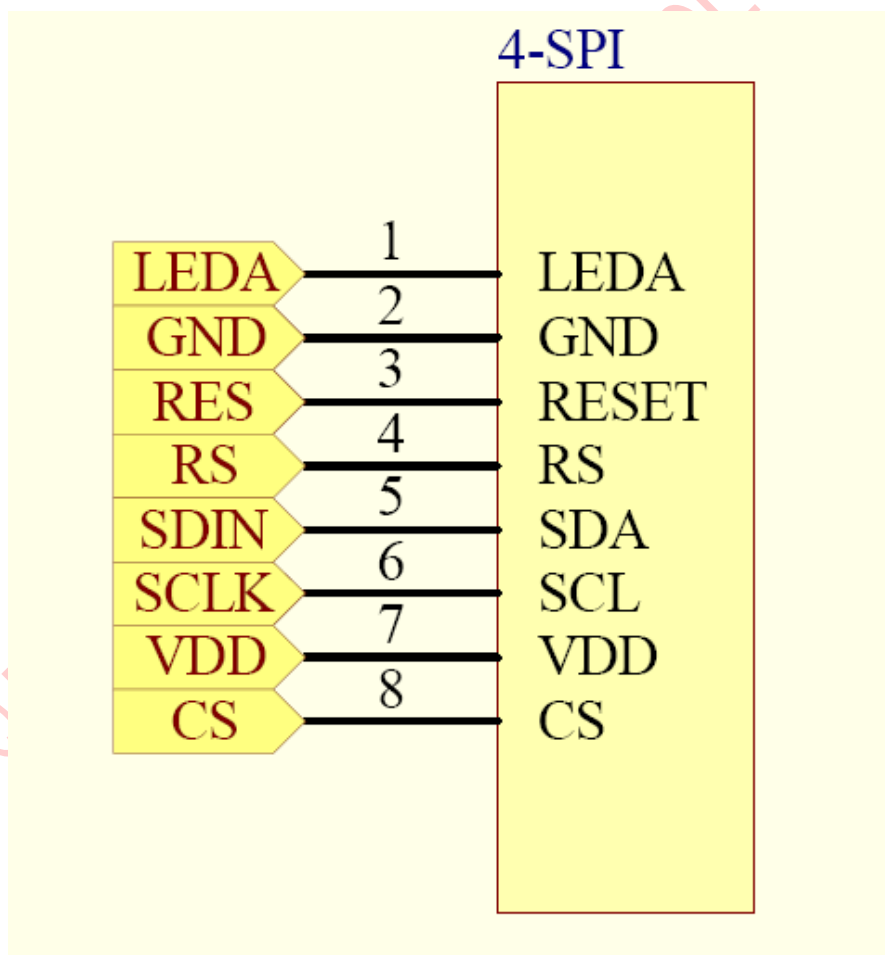 4-SPI
LEDA 1 LEDA
GND 2 GND
RES 3 RESET
RS 4 RS
SDIN 5 SDA
SCLK 6 SCL
VDD 7 VDD
CS 8 CS